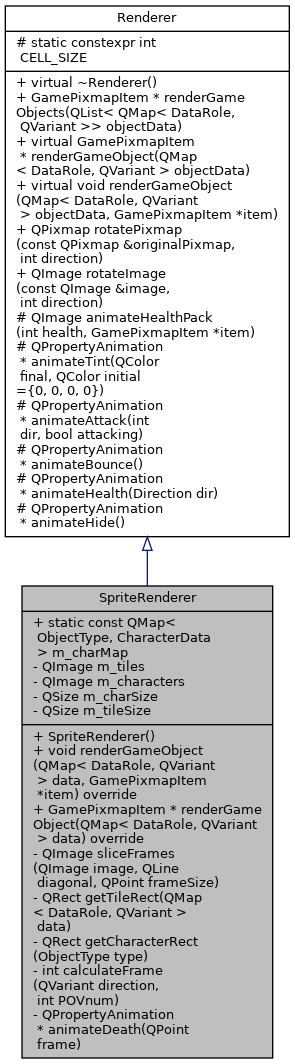 Renderer
# static constexpr int
CELL_SIZE
+ virtual ~Renderer()
+ GamePixmapItem * renderGame
Objects(QList< QMap< DataRole,
QVariant >> objectData)
+ virtual GamePixmapItem
* renderGameObject(QMap
< DataRole, QVariant > objectData)
+ virtual void renderGameObject
(QMap< DataRole, QVariant
> objectData, GamePixmapItem *item)
+ QPixmap rotatePixmap
(const QPixmap &originalPixmap,
int direction)
+ QImage rotateImage
(const QImage &image,
int direction)
# QImage animateHealthPack
(int health, GamePixmapItem *item)
# QPropertyAnimation
* animateTint(QColor
final, QColor initial
={0, 0, 0, 0})
# QPropertyAnimation
* animateAttack(int
dir, bool attacking)
# QPropertyAnimation
* animateBounce()
# QPropertyAnimation
* animateHealth(Direction dir)
# QPropertyAnimation
* animateHide()
SpriteRenderer
+ static const QMap<
ObjectType, CharacterData
> m_charMap
- QImage m_tiles
- QImage m_characters
- QSize m_charSize
- QSize m_tileSize
+ SpriteRenderer()
+ void renderGameObject
(QMap< DataRole, QVariant
> data, GamePixmapItem
*item) override
+ GamePixmapItem * renderGame
Object(QMap< DataRole, QVariant
> data) override
- QImage sliceFrames
(QImage image, QLine
diagonal, QPoint frameSize)
- QRect getTileRect(QMap
< DataRole, QVariant >
data)
- QRect getCharacterRect
(ObjectType type)
- int calculateFrame
(QVariant direction,
int POVnum)
- QPropertyAnimation
* animateDeath(QPoint
frame)